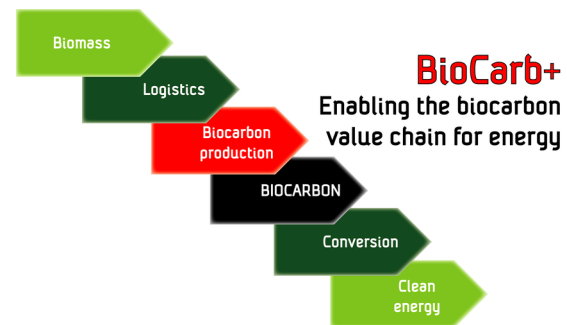 Biomass
Logistics
Biocarbon
production
BIOCARBON
Conversion
Clean
energy
BioCarb+
Enabling the biocarbon
value chain for energy